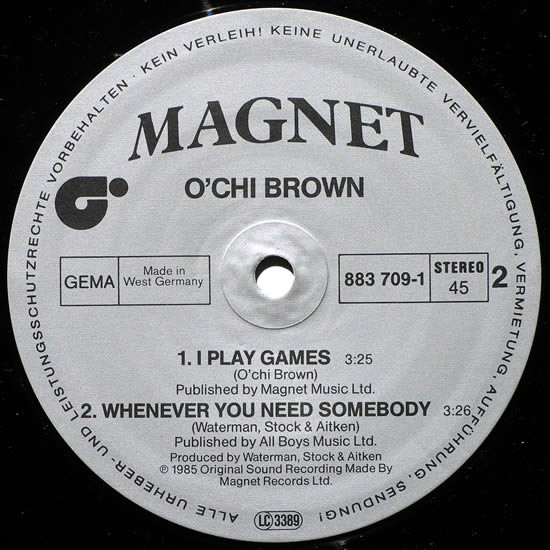 ALLE URHEBER- UND LEISTUNGSSCHUTZRECHTE VORBEHALTEN · KEIN VERLEIH! KEINE UNERLAUBTE VERVIELFÄLTIGUNG, VERMIETUNG, AUFFÜHRUNG, SENDUNG!
MAGNET
O'CHI BROWN
GEMA
Made in
West Germany
883 709-1
STEREO
45
2
1. I PLAY GAMES 3:25
(O'chi Brown)
Published by Magnet Music Ltd.
2. WHENEVER YOU NEED SOMEBODY 3:26
(Waterman, Stock & Aitken)
Published by All Boys Music Ltd.
Produced by Waterman, Stock & Aitken
℗ 1985 Original Sound Recording Made By
Magnet Records Ltd.
LC 3389